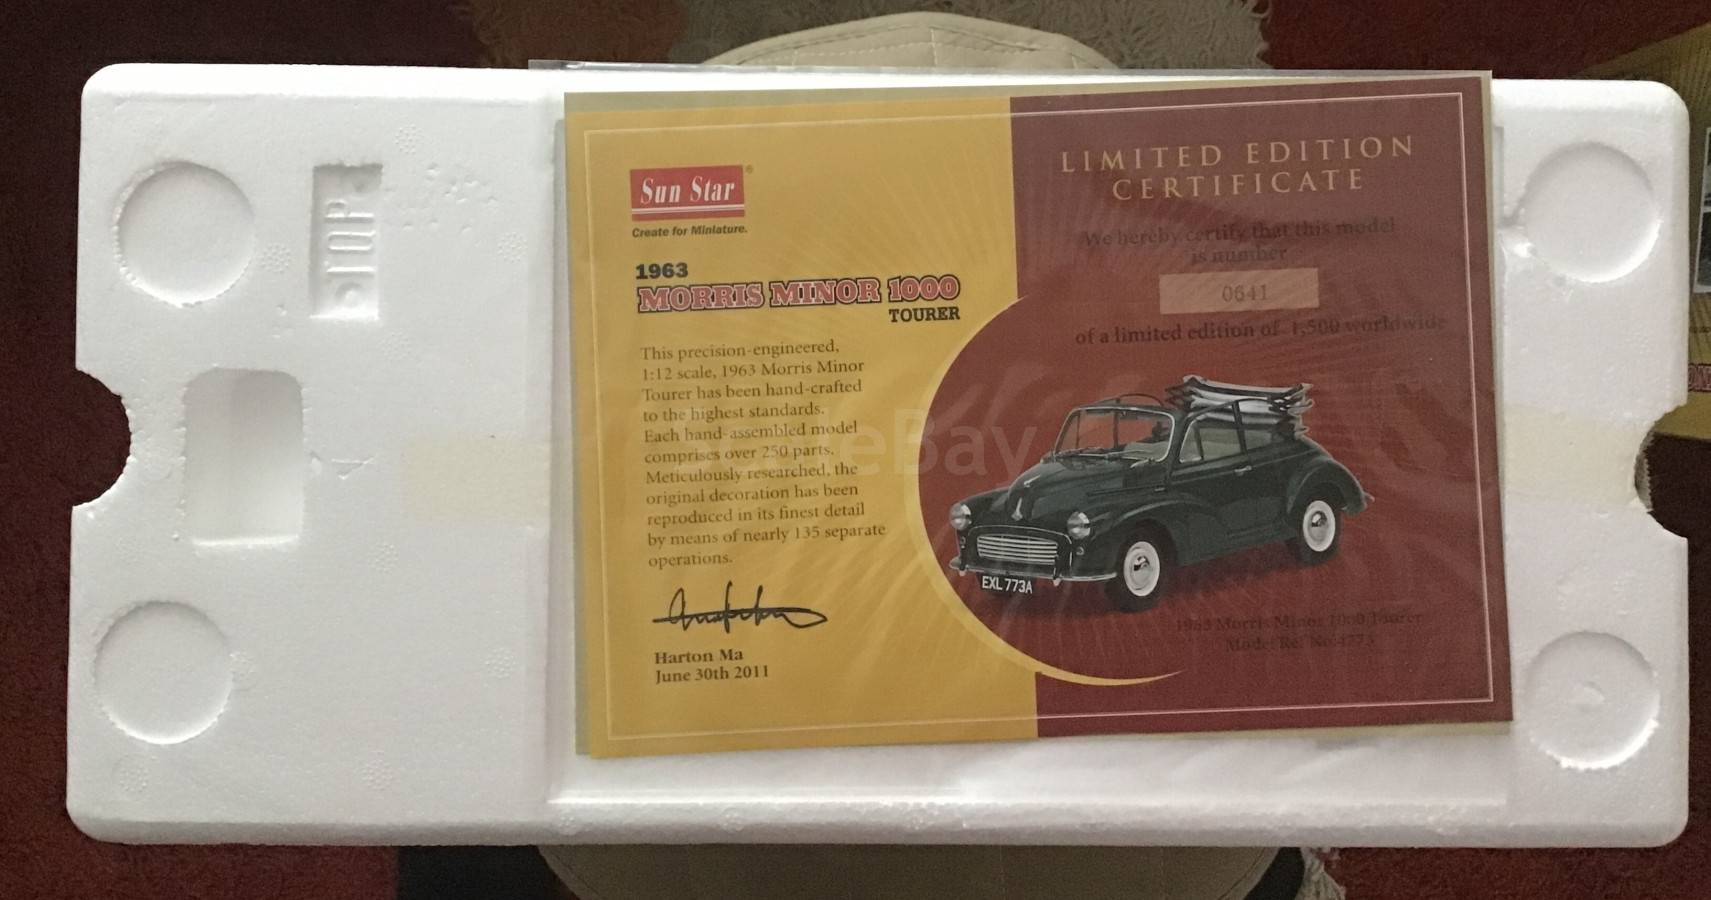 TOP
Sun Star®
Create for Miniature.
1963
MORRIS MINOR 1000
TOURER
This precision-engineered,
1:12 scale, 1963 Morris Minor
Tourer has been hand-crafted
to the highest standards.
Each hand-assembled model
comprises over 250 parts.
Meticulously researched, the
original decoration has been
reproduced in its finest detail
by means of nearly 135 separate
operations.
Harton Ma
June 30th 2011
LIMITED EDITION
CERTIFICATE
We hereby certify that this model
is number
0641
of a limited edition of 1,500 worldwide
EXL 773A
1963 Morris Minor 1000 Tourer
Model Re. No.4773